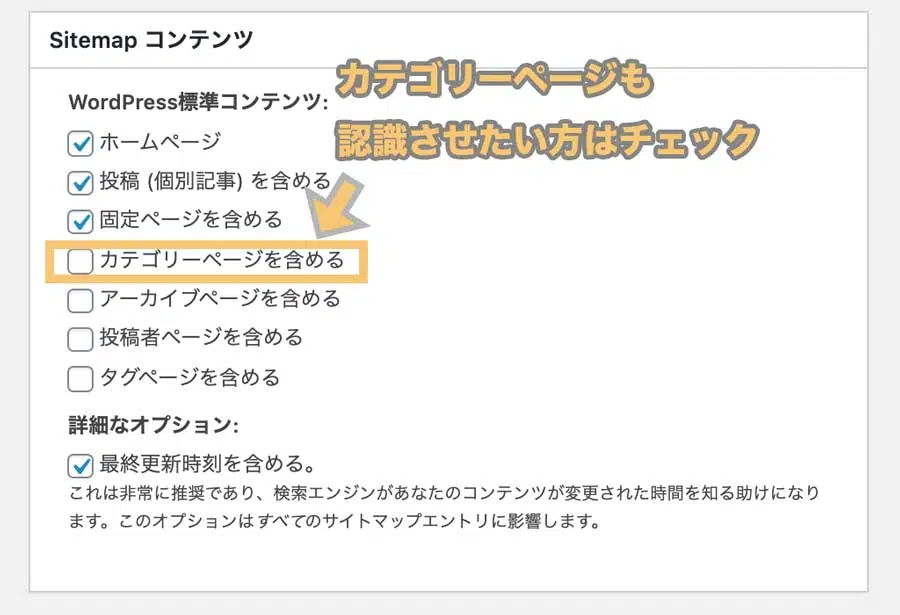 Sitemap コンテンツ
カテゴリーページも
WordPress標準コンテンツ:
認識させたい方はチェック
ホームページ
投稿 (個別記事) を含める
固定ページを含める
カテゴリーページを含める
アーカイブページを含める
投稿者ページを含める
タグページを含める
詳細なオプション:
最終更新時刻を含める。
これは非常に推奨であり、検索エンジンがあなたのコンテンツが変更された時間を知る助けになり
ます。このオプションはすべてのサイトマップエントリに影響します。